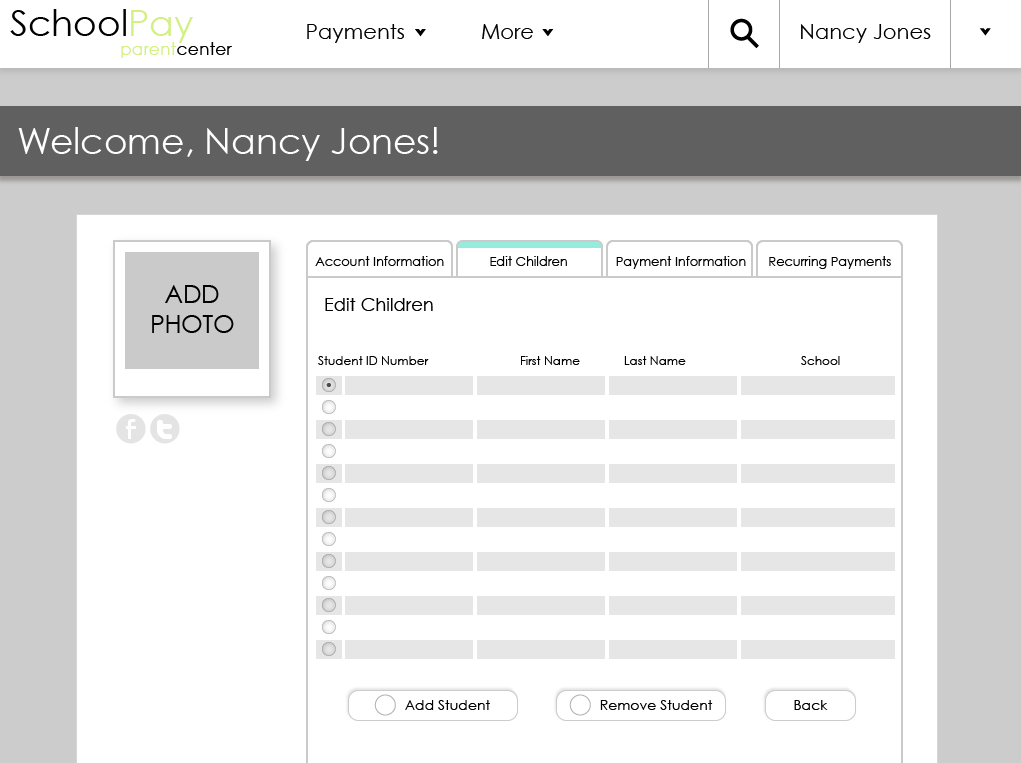 SchoolPay
parentcenter
Payments
More
Nancy Jones
Welcome, Nancy Jones!
ADD
PHOTO
Account Information
Edit Children
Payment Information
Recurring Payments
Edit Children
Student ID Number
First Name
Last Name
School
Add Student
Remove Student
Back